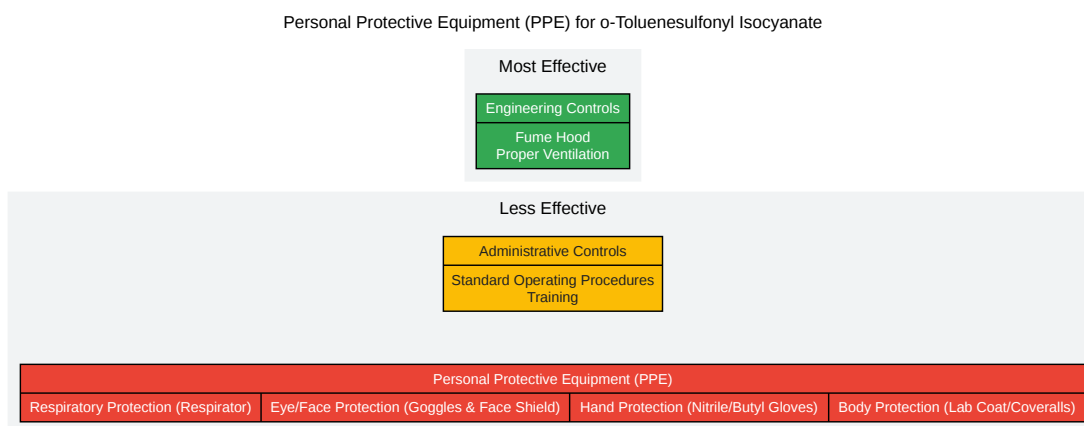 Personal Protective Equipment (PPE) for o-Toluenesulfonyl Isocyanate
Most Effective
Engineering Controls
Fume Hood
Proper Ventilation
Less Effective
Administrative Controls
Standard Operating Procedures
Training
Personal Protective Equipment (PPE)
Respiratory Protection (Respirator)
Eye/Face Protection (Goggles & Face Shield)
Hand Protection (Nitrile/Butyl Gloves)
Body Protection (Lab Coat/Coveralls)